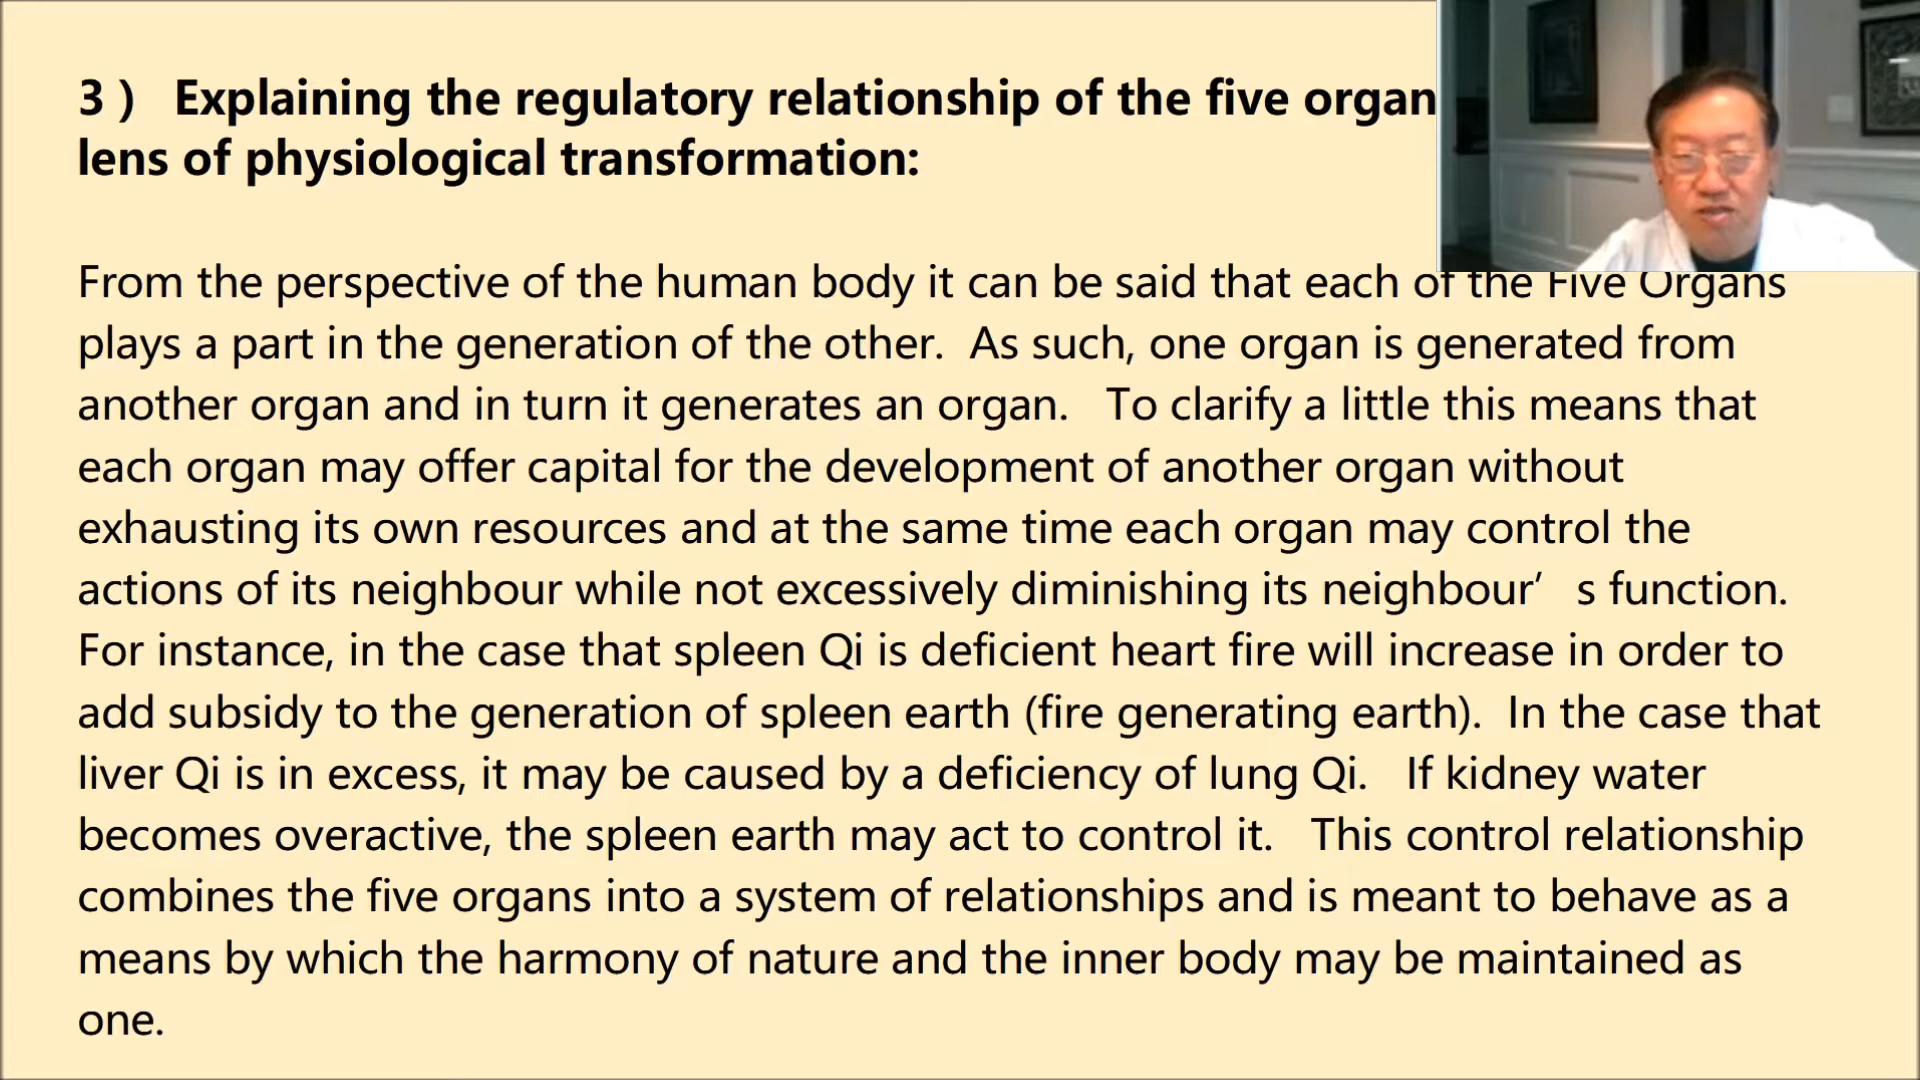 3） Explaining the regulatory relationship of the five organ
lens of physiological transformation:
From the perspective of the human body it can be said that each of the Five Organs
plays a part in the generation of the other.  As such, one organ is generated from
another organ and in turn it generates an organ.   To clarify a little this means that
each organ may offer capital for the development of another organ without
exhausting its own resources and at the same time each organ may control the
actions of its neighbour while not excessively diminishing its neighbour’ s function.
For instance, in the case that spleen Qi is deficient heart fire will increase in order to
add subsidy to the generation of spleen earth (fire generating earth).  In the case that
liver Qi is in excess, it may be caused by a deficiency of lung Qi.   If kidney water
becomes overactive, the spleen earth may act to control it.   This control relationship
combines the five organs into a system of relationships and is meant to behave as a
means by which the harmony of nature and the inner body may be maintained as
one.